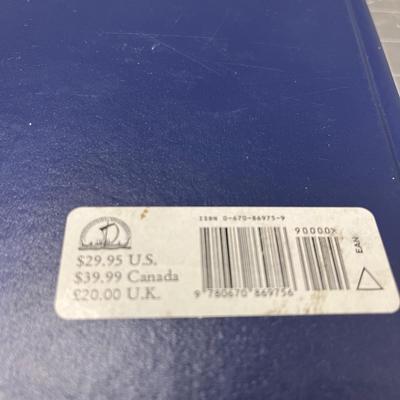 ISBN 0-670-86975-9
90000>
EAN
$29.95 U.S.
$39.99 Canada
£20.00 U.K.
9 780670 869756